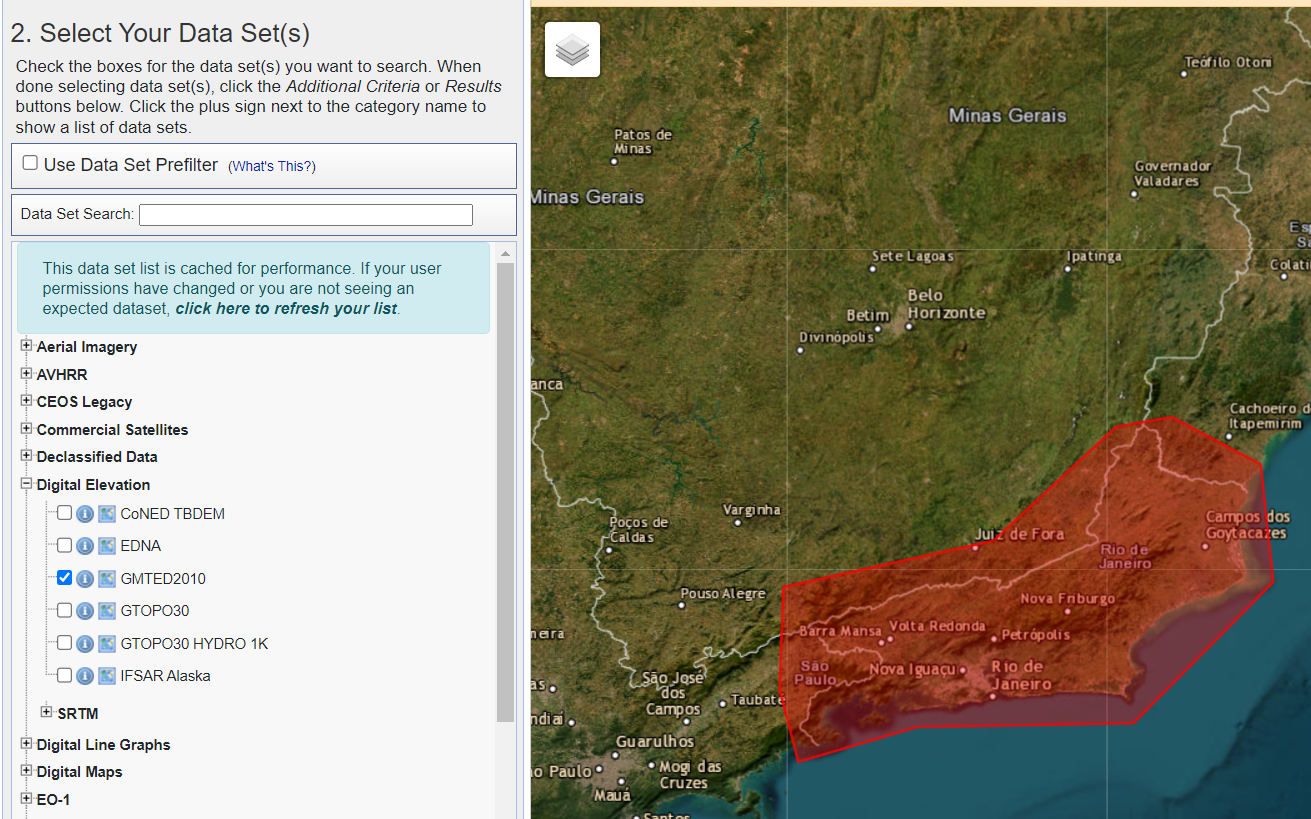 2. Select Your Data Set(s)
Check the boxes for the data set(s) you want to search. When
done selecting data set(s), click the Additional Criteria or Results
buttons below. Click the plus sign next to the category name to
show a list of data sets.
Use Data Set Prefilter (What's This?)
Data Set Search:
This data set list is cached for performance. If your user
permissions have changed or you are not seeing an
expected dataset, click here to refresh your list.
Aerial Imagery
AVHRR
CEOS Legacy
Commercial Satellites
Declassified Data
Digital Elevation
CoNED TBDEM
EDNA
GMTED2010
GTOPO30
GTOPO30 HYDRO 1K
IFSAR Alaska
SRTM
Digital Line Graphs
Digital Maps
EO-1
Teófilo Otoni
Minas Gerais
Patos de
Minas
Governador
Valadares
Minas Gerais
Es
S
Sete Lagoas
Ipatinga
Colati
Belo
Horizonte
Betim
Divinópolis
anca
Cachoeiro d
Itapemirim
Varginha
Poços de
Caldas
Juiz de Fora
Campos dos
Goytacazes
Rio de
Janeiro
Pouso Alegre
Nova Friburgo
neira
Barra Mansa
Volta Redonda
Petrópolis
São
Paulo
Nova Iguaçu
Rio de
Janeiro
as
São José
dos
Campos
Taubaté
ndiaí
Guarulhos
o Paulo
Mogi das
Cruzes
Mauá
Santos